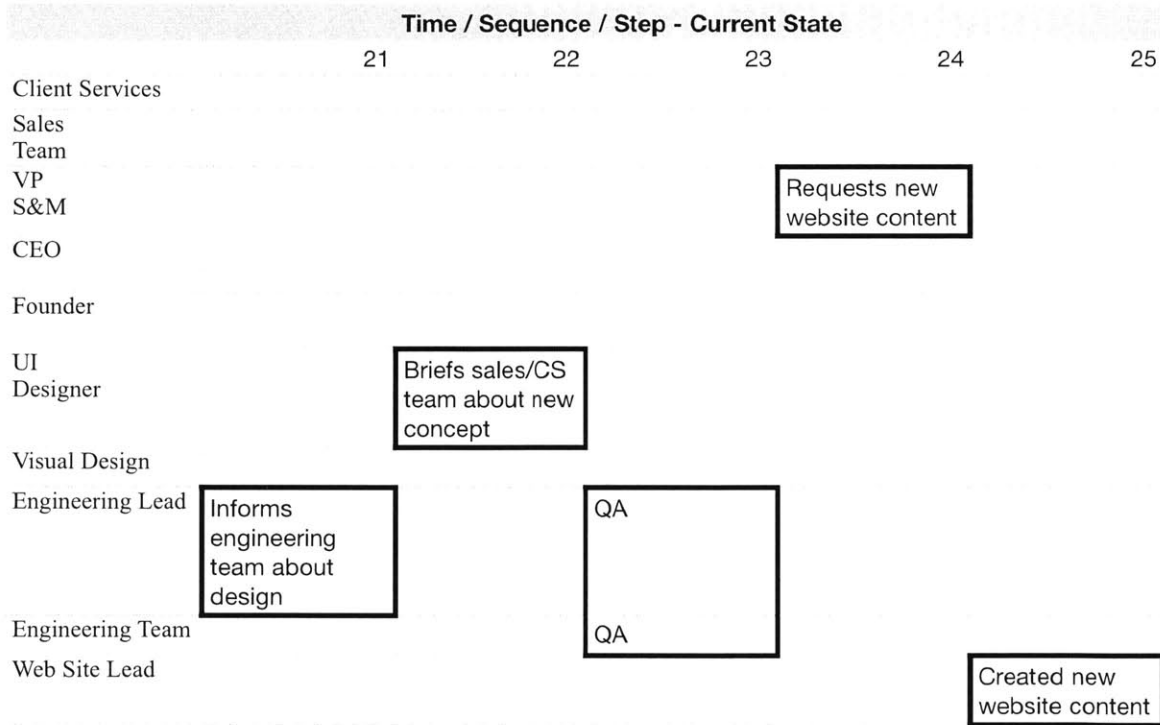 Time / Sequence / Step - Current State
21 22 23 24 25
Client Services
Sales
Team
VP
S&M
Requests new
website content
CEO
Founder
UI
Designer
Briefs sales/CS
team about new
concept
Visual Design
Engineering Lead
Informs
engineering
team about
design
QA
Engineering Team
QA
Web Site Lead
Created new
website content